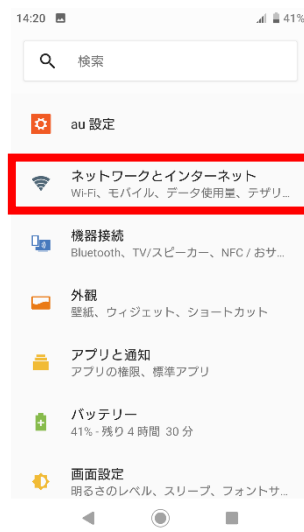 14:20 41%
検索
au 設定
ネットワークとインターネット
Wi-Fi、モバイル、データ使用量、テザリ...
機器接続
Bluetooth、TV/スピーカー、NFC / おサ...
外観
壁紙、ウィジェット、ショートカット
アプリと通知
アプリの権限、標準アプリ
バッテリー
41% - 残り 4 時間 30 分
画面設定
明るさのレベル、スリープ、フォントサ...